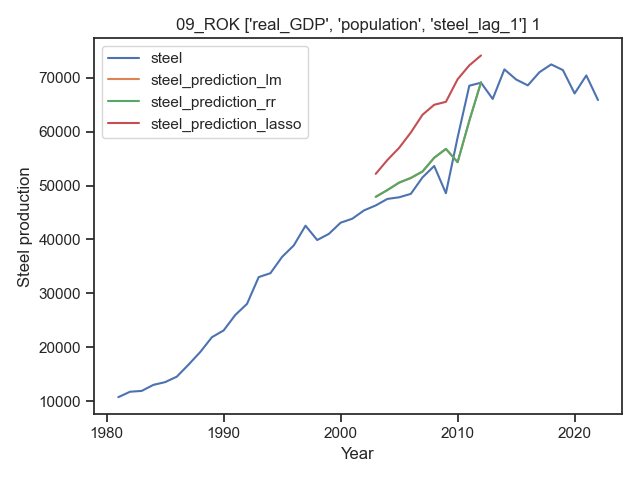 09_ROK ['real_GDP', 'population', 'steel_lag_1'] 1
steel
steel_prediction_lm
steel_prediction_rr
steel_prediction_lasso
70000
60000
50000
40000
30000
20000
10000
Steel production
1980
1990
2000
2010
2020
Year